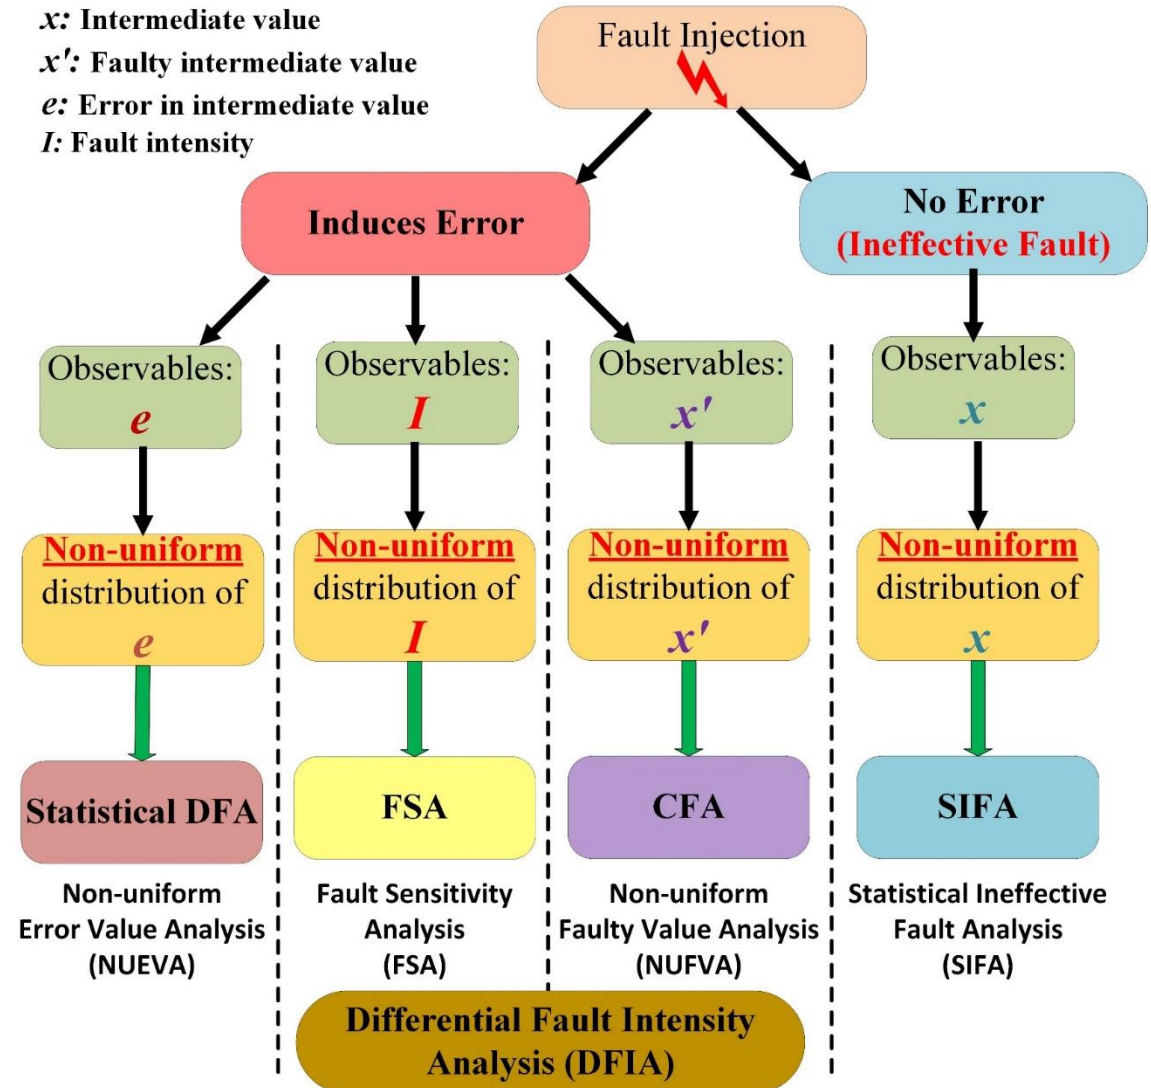 x: Intermediate value
x': Faulty intermediate value
e: Error in intermediate value
I: Fault intensity
Fault Injection
Induces Error
No Error
(Ineffective Fault)
Observables:
e
Observables:
I
Observables:
x'
Observables:
x
Non-uniform
distribution of
e
Non-uniform
distribution of
I
Non-uniform
distribution of
x'
Non-uniform
distribution of
x
Statistical DFA
FSA
CFA
SIFA
Non-uniform
Error Value Analysis
(NUEVA)
Fault Sensitivity
Analysis
(FSA)
Non-uniform
Faulty Value Analysis
(NUFVA)
Statistical Ineffective
Fault Analysis
(SIFA)
Differential Fault Intensity
Analysis (DFIA)